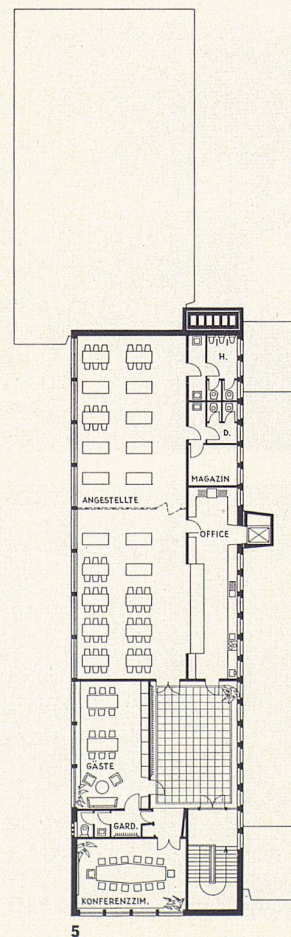 H.
D.
MAGAZIN
ANGESTELLTE
OFFICE
GÄSTE
GARD.
KONFERENZZIM.
5